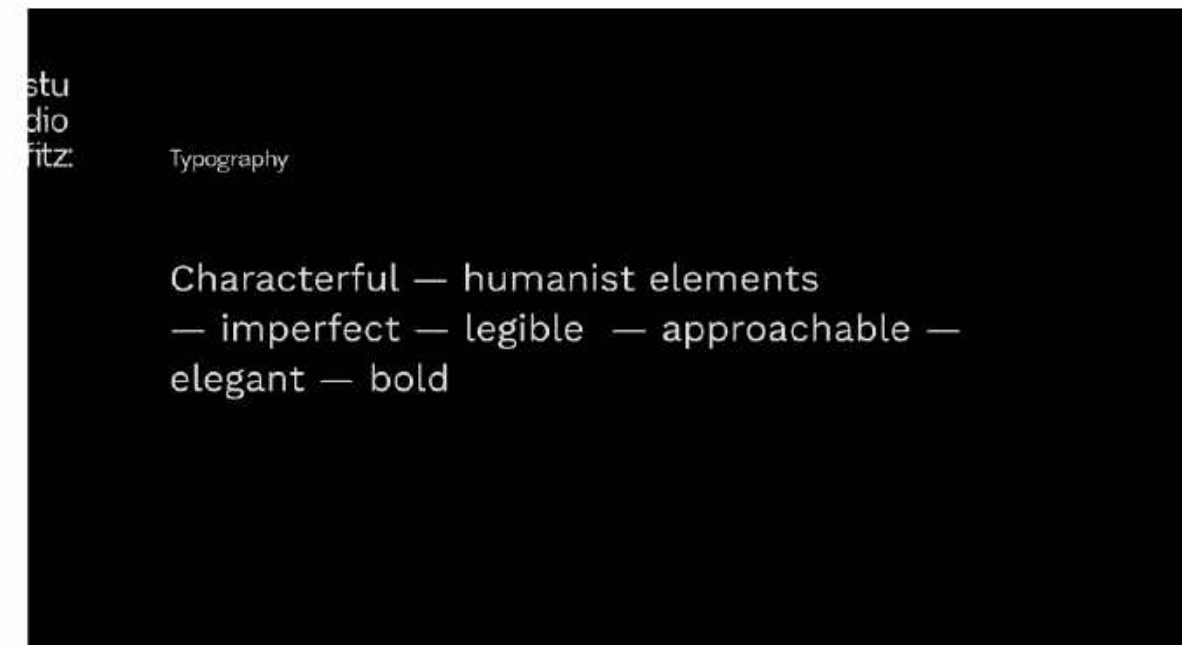 stu
dio
fitz:
Typography
Characterful — humanist elements
— imperfect — legible — approachable —
elegant — bold